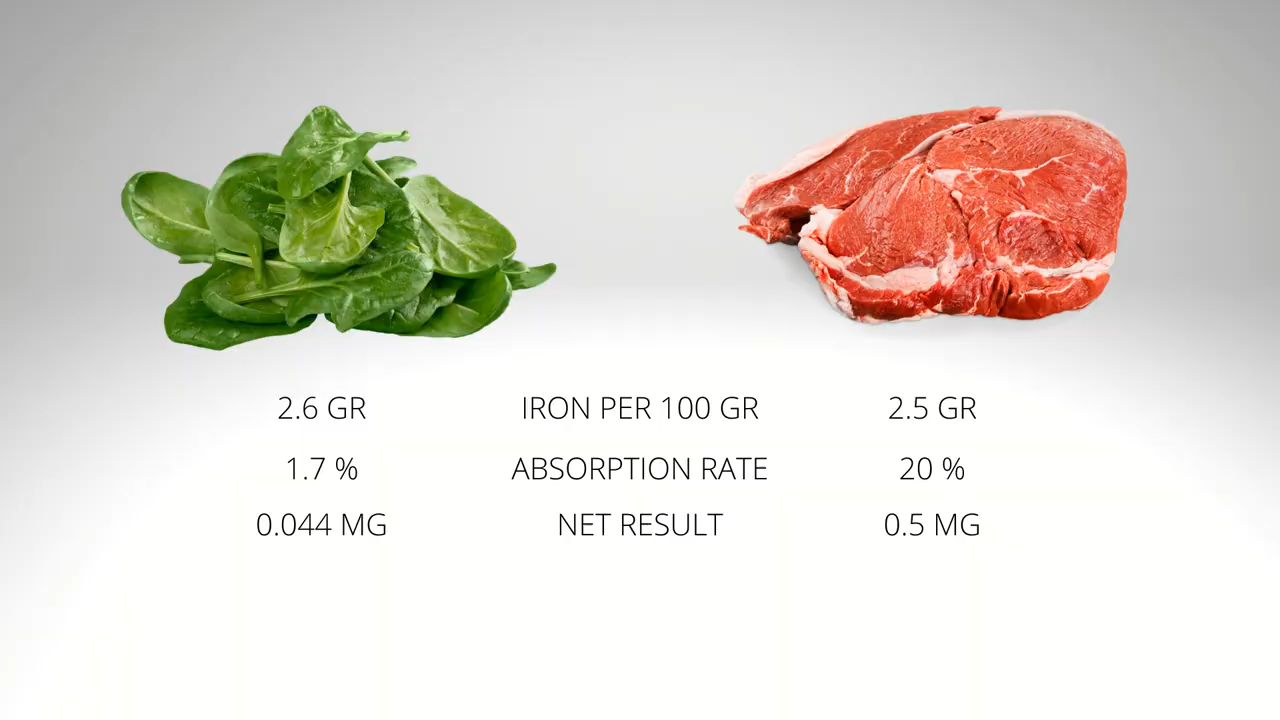 2.6 GR IRON PER 100 GR 2.5 GR
1.7 % ABSORPTION RATE 20 %
0.044 MG NET RESULT 0.5 MG